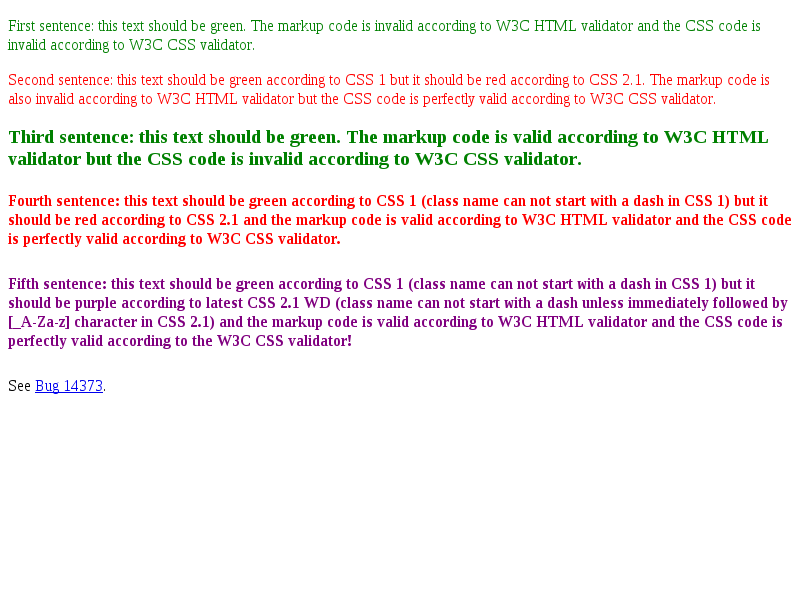 First sentence: this text should be green. The markup code is invalid according to W3C HTML validator and the CSS code is
invalid according to W3C CSS validator.
Second sentence: this text should be green according to CSS 1 but it should be red according to CSS 2.1. The markup code is
also invalid according to W3C HTML validator but the CSS code is perfectly valid according to W3C CSS validator.
Third sentence: this text should be green. The markup code is valid according to W3C HTML
validator but the CSS code is invalid according to W3C CSS validator.
Fourth sentence: this text should be green according to CSS 1 (class name can not start with a dash in CSS 1) but it
should be red according to CSS 2.1 and the markup code is valid according to W3C HTML validator and the CSS code
is perfectly valid according to W3C CSS validator.
Fifth sentence: this text should be green according to CSS 1 (class name can not start with a dash in CSS 1) but it
should be purple according to latest CSS 2.1 WD (class name can not start with a dash unless immediately followed by
[_A-Za-z] character in CSS 2.1) and the markup code is valid according to W3C HTML validator and the CSS code is
perfectly valid according to the W3C CSS validator!
See Bug 14373.